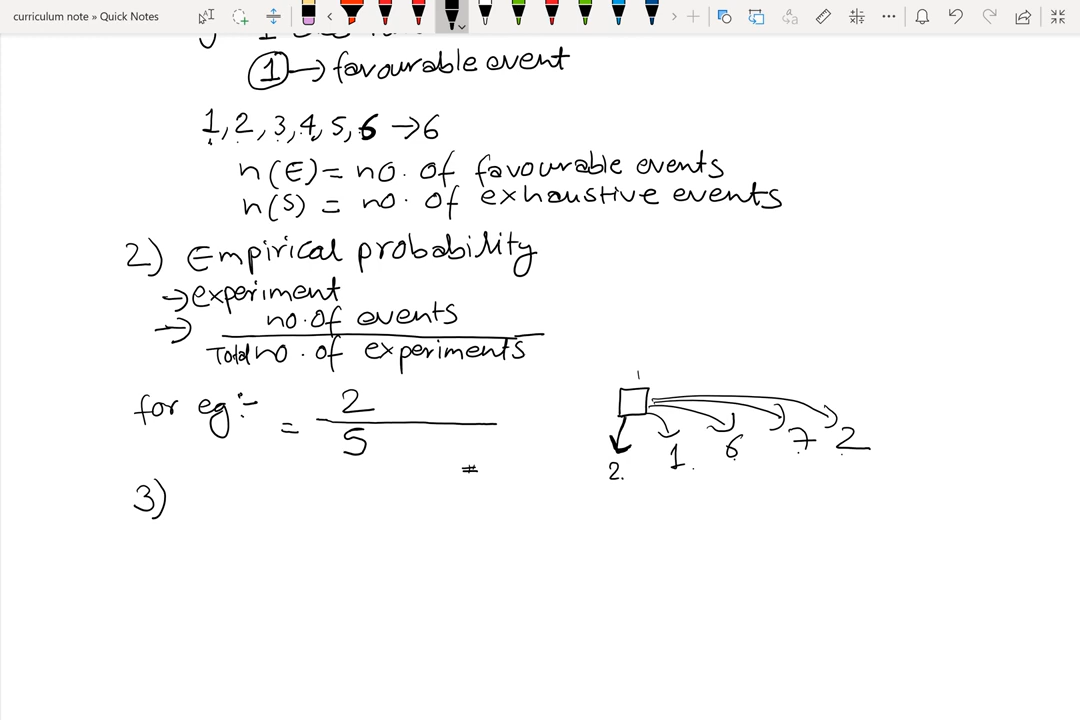 curriculum note » Quick Notes
1 → favourable event
1, 2, 3, 4, 5, 6 → 6
n(E) = no. of favourable events
n(S) = no. of exhaustive events
2) Empirical probability
→ experiment
→ no. of events
Total no. of experiments
for eg :-
= 2
5
2. 1. 6 7 2
3)